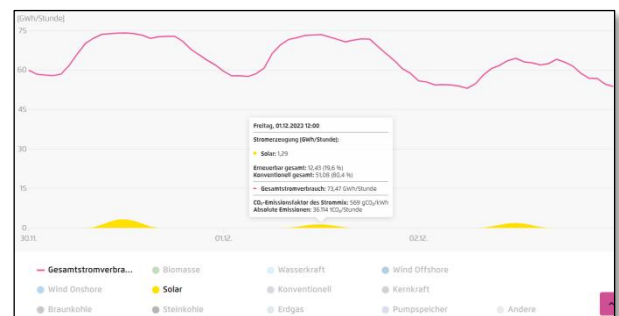 [GWh/Stunde]
75
60
45
30
15
0
Freitag, 01.12.2023 12:00
Stromerzeugung (GWh/Stunde):
Solar: 1,29
Erneuerbar gesamt: 12,43 (19,6 %)
Konventionell gesamt: 51,08 (80,4 %)
Gesamtstromverbrauch: 73,47 GWh/Stunde
CO₂-Emissionsfaktor des Strommix: 569 gCO₂/kWh
Absolute Emissionen: 36.114 tCO₂/Stunde
30.11. 01.12. 02.12.
Gesamtstromverbra... Biomasse Wasserkraft Wind Offshore
Wind Onshore Solar Konventionell Kernkraft
Braunkohle Steinkohle Erdgas Pumpspeicher Andere